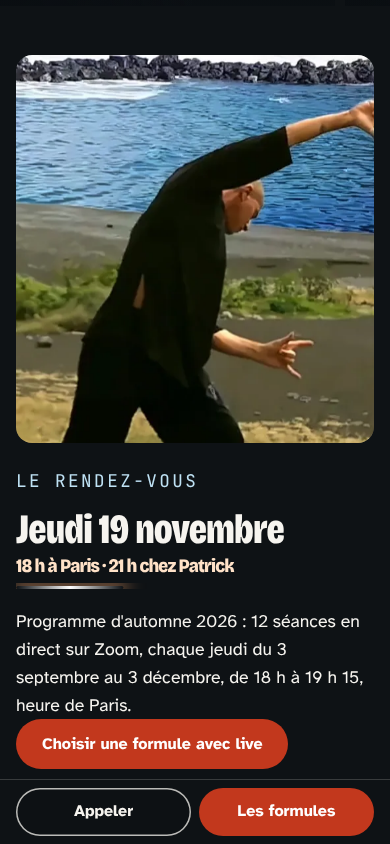 LE RENDEZ-VOUS
Jeudi 19 novembre
18 h à Paris · 21 h chez Patrick
Programme d'automne 2026 : 12 séances en
direct sur Zoom, chaque jeudi du 3
septembre au 3 décembre, de 18 h à 19 h 15,
heure de Paris.
Choisir une formule avec live
Appeler
Les formules